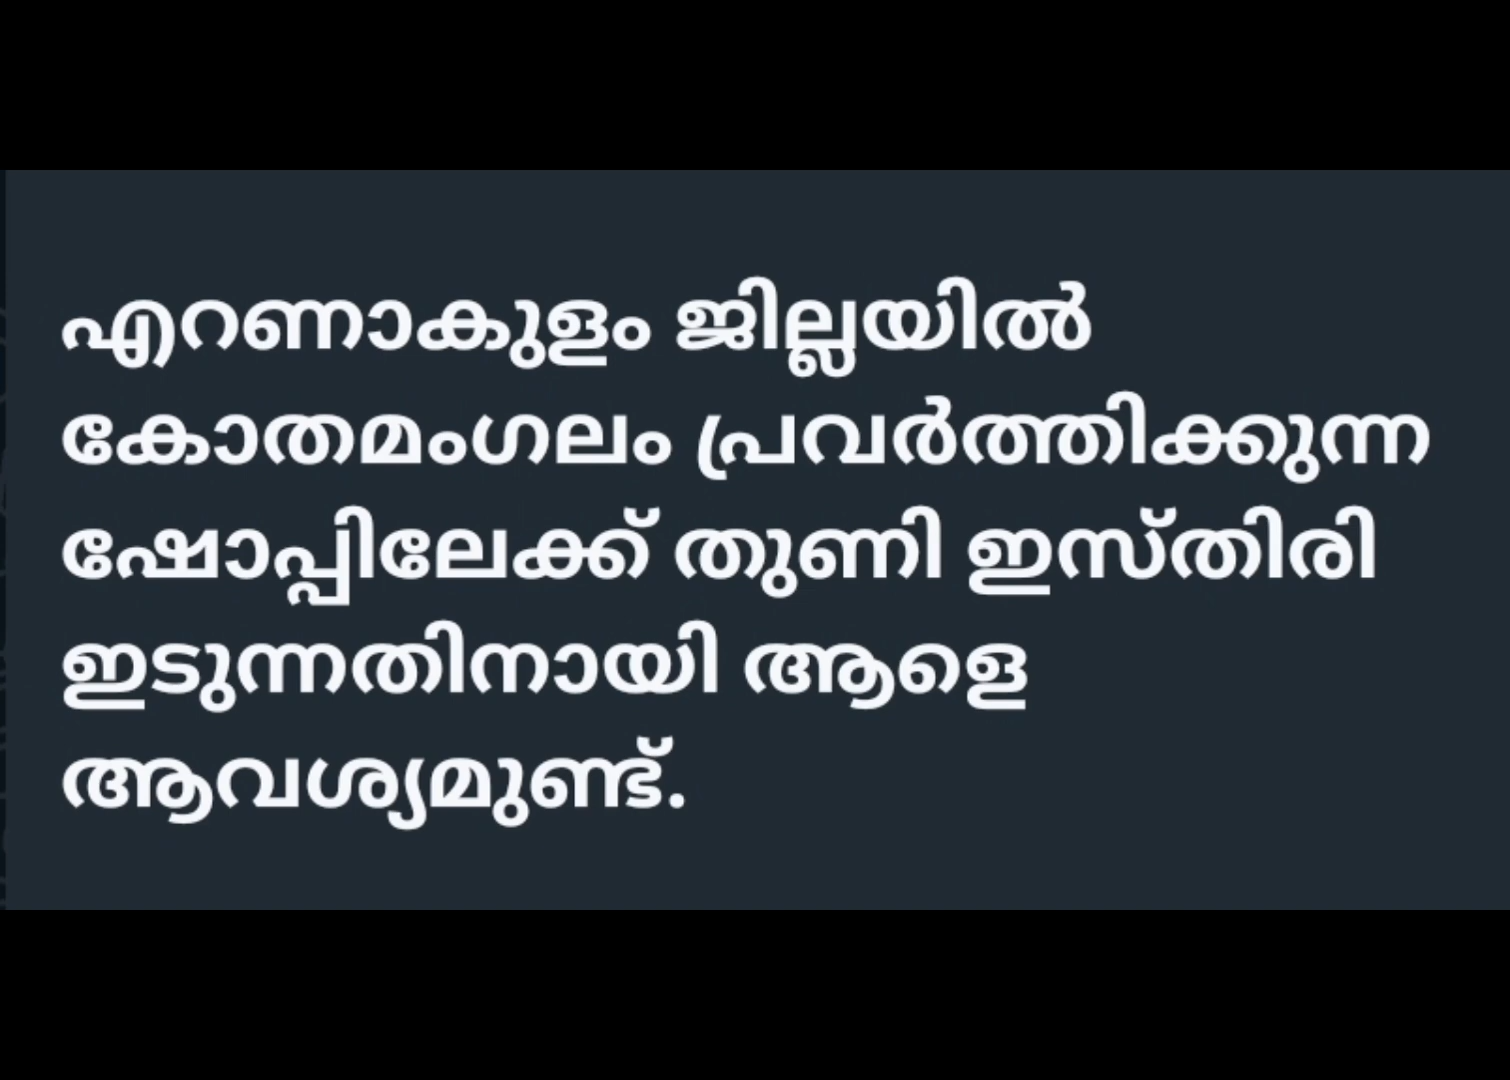 എറണാകുളം ജില്ലയിൽ
കോതമംഗലം പ്രവർത്തിക്കുന്ന
ഷോപ്പിലേക്ക് തുണി ഇസ്തിരി
ഇടുന്നതിനായി ആളെ
ആവശ്യമുണ്ട്.